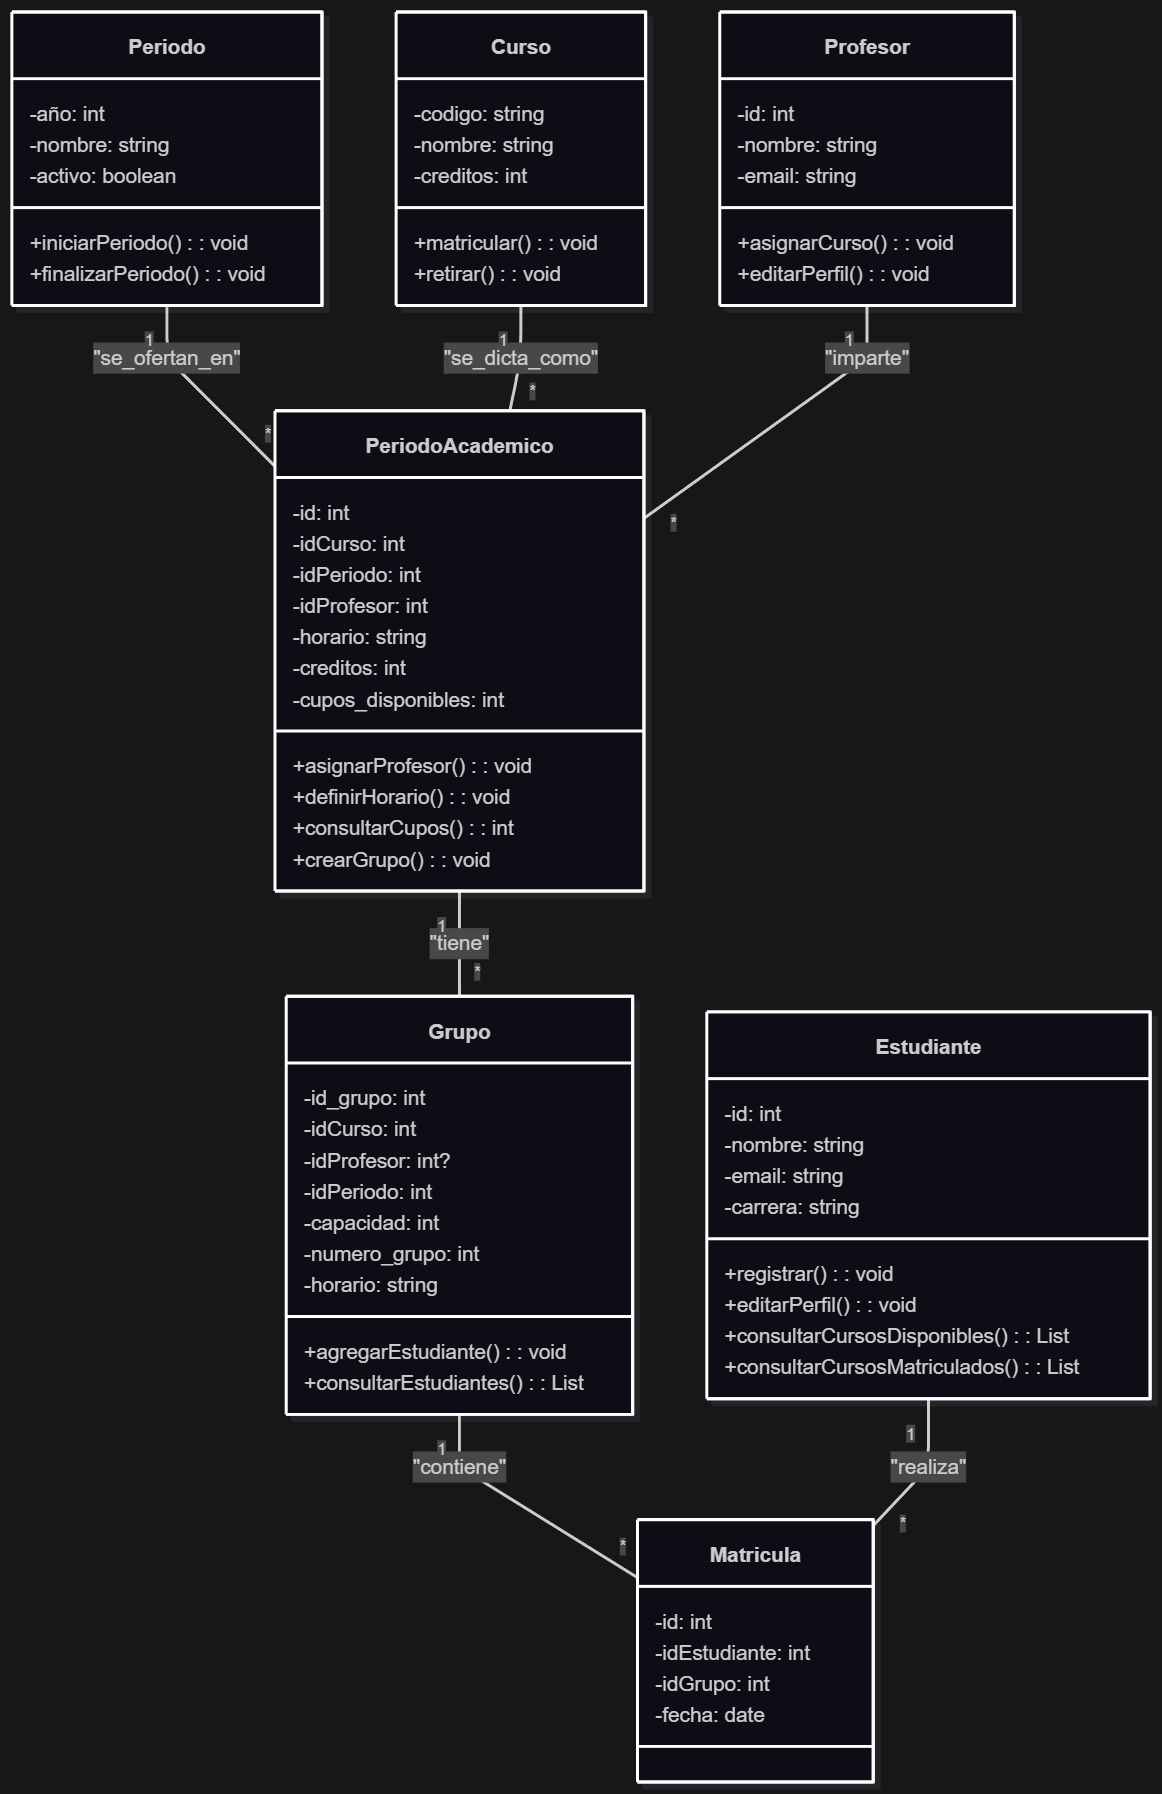 Periodo
-año: int
-nombre: string
-activo: boolean
+iniciarPeriodo() : : void
+finalizarPeriodo() : : void
Curso
-codigo: string
-nombre: string
-creditos: int
+matricular() : : void
+retirar() : : void
Profesor
-id: int
-nombre: string
-email: string
+asignarCurso() : : void
+editarPerfil() : : void
1
"se_ofertan_en"
*
1
"se_dicta_como"
*
1
"imparte"
*
PeriodoAcademico
-id: int
-idCurso: int
-idPeriodo: int
-idProfesor: int
-horario: string
-creditos: int
-cupos_disponibles: int
+asignarProfesor() : : void
+definirHorario() : : void
+consultarCupos() : : int
+crearGrupo() : : void
1
"tiene"
*
Grupo
-id_grupo: int
-idCurso: int
-idProfesor: int?
-idPeriodo: int
-capacidad: int
-numero_grupo: int
-horario: string
+agregarEstudiante() : : void
+consultarEstudiantes() : : List
Estudiante
-id: int
-nombre: string
-email: string
-carrera: string
+registrar() : : void
+editarPerfil() : : void
+consultarCursosDisponibles() : : List
+consultarCursosMatriculados() : : List
1
"contiene"
*
1
"realiza"
*
Matricula
-id: int
-idEstudiante: int
-idGrupo: int
-fecha: date